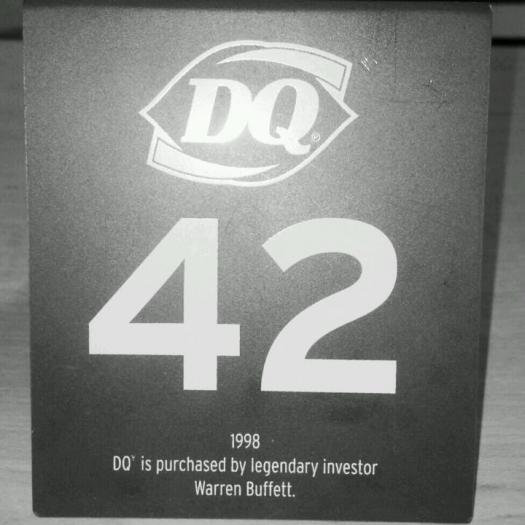 DQ®
42
1998
DQ® is purchased by legendary investor
Warren Buffett.